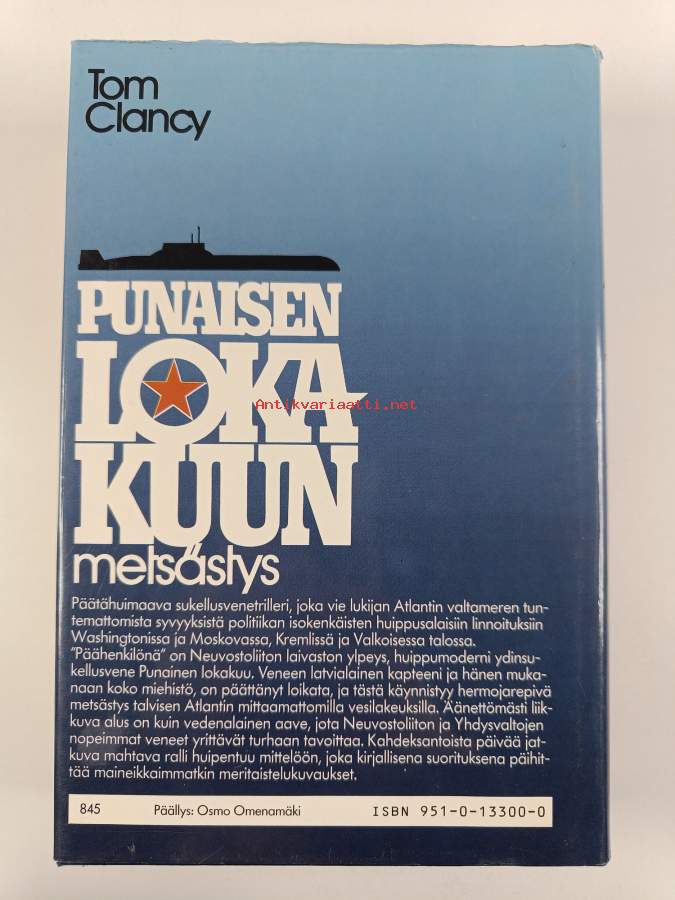 Tom
Clancy
PUNAISEN
LOKA
KUUN
metsästys
Antikvariaatti.net
Päätähuimaava sukellusvenetrilleri, joka vie lukijan Atlantin valtameren tun-
temattomista syvyyksistä politiikan isokenkäisten huippusalaisiin linnoituksiin
Washingtonissa ja Moskovassa, Kremlissä ja Valkoisessa talossa.
"Päähenkilönä" on Neuvostoliiton laivaston ylpeys, huippumoderni ydinsu-
kellusvene Punainen lokakuu. Veneen latvialainen kapteeni ja hänen muka-
naan koko miehistö, on päättänyt loikata, ja tästä käynnistyy hermojarepivä
metsästys talvisen Atlantin mittaamattomilla vesilakeuksilla. Äänettömästi liik-
kuva alus on kuin vedenalainen aave, jota Neuvostoliiton ja Yhdysvaltojen
nopeimmat veneet yrittävät turhaan tavoittaa. Kahdeksantoista päivää jat-
kuva mahtava ralli huipentuu mittelöön, joka kirjallisena suorituksena päihit-
tää maineikkaimmatkin meritaistelukuvaukset.
845 Päällys: Osmo Omenamäki ISBN 951-0-13300-0